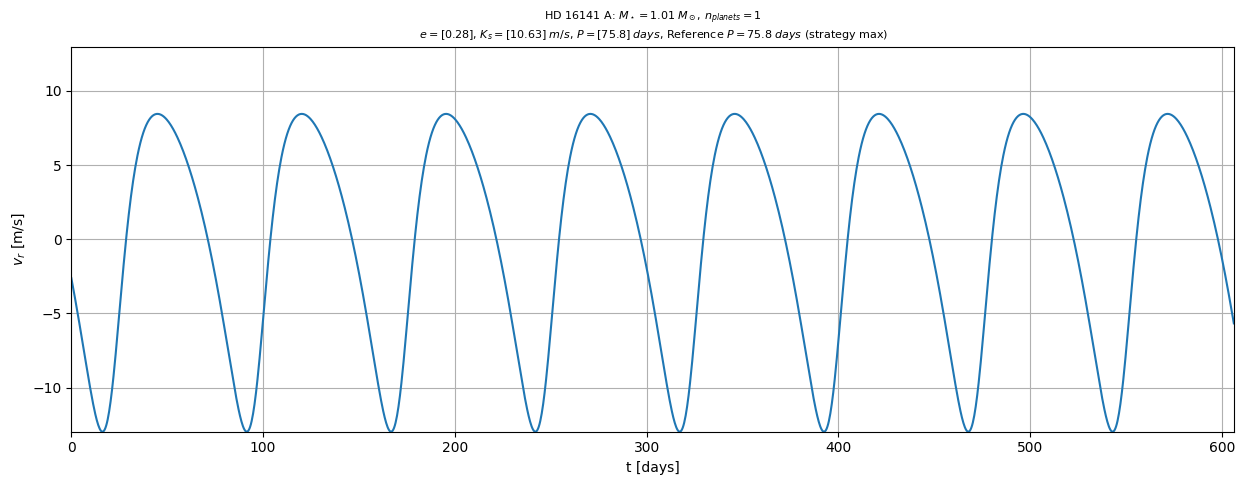 HD 16141 A: $M_\star = 1.01\ M_\odot$, $n_{planets} = 1$
$e = [0.28]$, $K_s = [10.63]\ m/s$, $P = [75.8]\ days$, Reference $P = 75.8\ days$ (strategy max)
10
5
0
−5
−10
$v_r$ [m/s]
0 100 200 300 400 500 600
t [days]